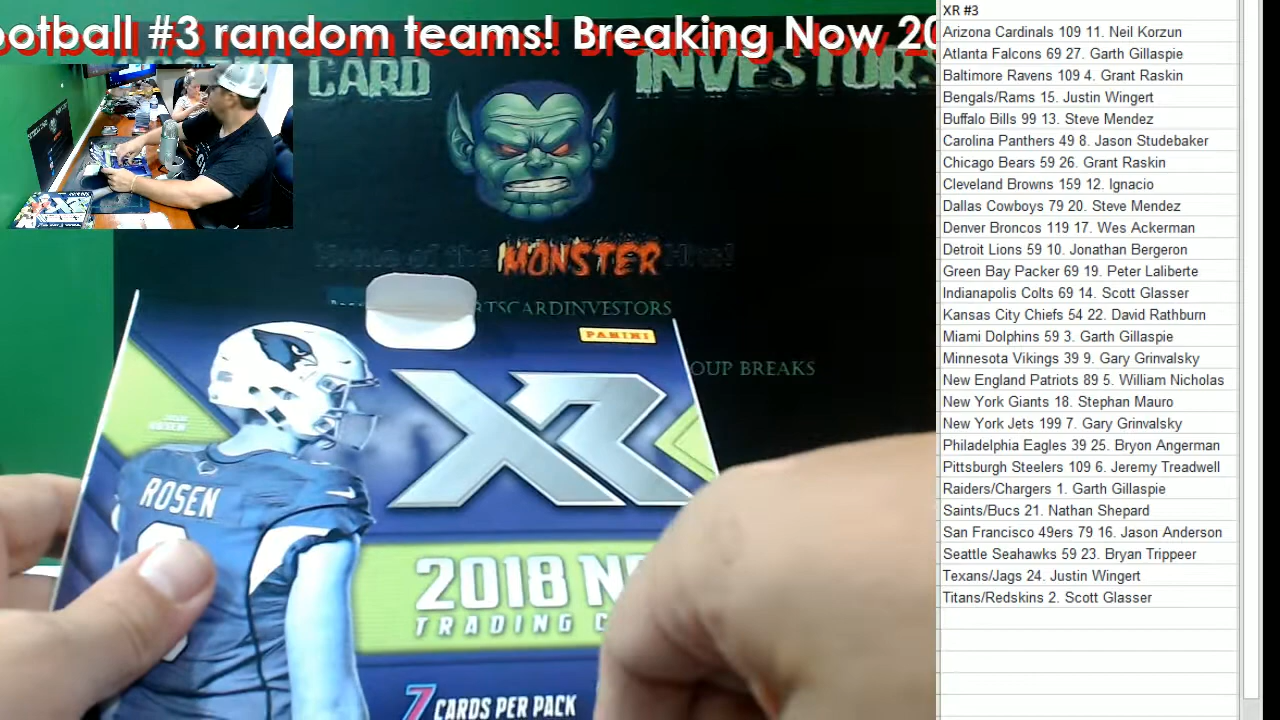 ootball #3 random teams! Breaking Now 20
CARD INVESTORS
MONSTER
RTSCARDINVESTORS
OUP BREAKS
PANINI
XR
ROSEN
2018 N
TRADING C
7 CARDS PER PACK
XR #3
Arizona Cardinals 109 11. Neil Korzun
Atlanta Falcons 69 27. Garth Gillaspie
Baltimore Ravens 109 4. Grant Raskin
Bengals/Rams 15. Justin Wingert
Buffalo Bills 99 13. Steve Mendez
Carolina Panthers 49 8. Jason Studebaker
Chicago Bears 59 26. Grant Raskin
Cleveland Browns 159 12. Ignacio
Dallas Cowboys 79 20. Steve Mendez
Denver Broncos 119 17. Wes Ackerman
Detroit Lions 59 10. Jonathan Bergeron
Green Bay Packer 69 19. Peter Laliberte
Indianapolis Colts 69 14. Scott Glasser
Kansas City Chiefs 54 22. David Rathburn
Miami Dolphins 59 3. Garth Gillaspie
Minnesota Vikings 39 9. Gary Grinvalsky
New England Patriots 89 5. William Nicholas
New York Giants 18. Stephan Mauro
New York Jets 199 7. Gary Grinvalsky
Philadelphia Eagles 39 25. Bryon Angerman
Pittsburgh Steelers 109 6. Jeremy Treadwell
Raiders/Chargers 1. Garth Gillaspie
Saints/Bucs 21. Nathan Shepard
San Francisco 49ers 79 16. Jason Anderson
Seattle Seahawks 59 23. Bryan Trippeer
Texans/Jags 24. Justin Wingert
Titans/Redskins 2. Scott Glasser